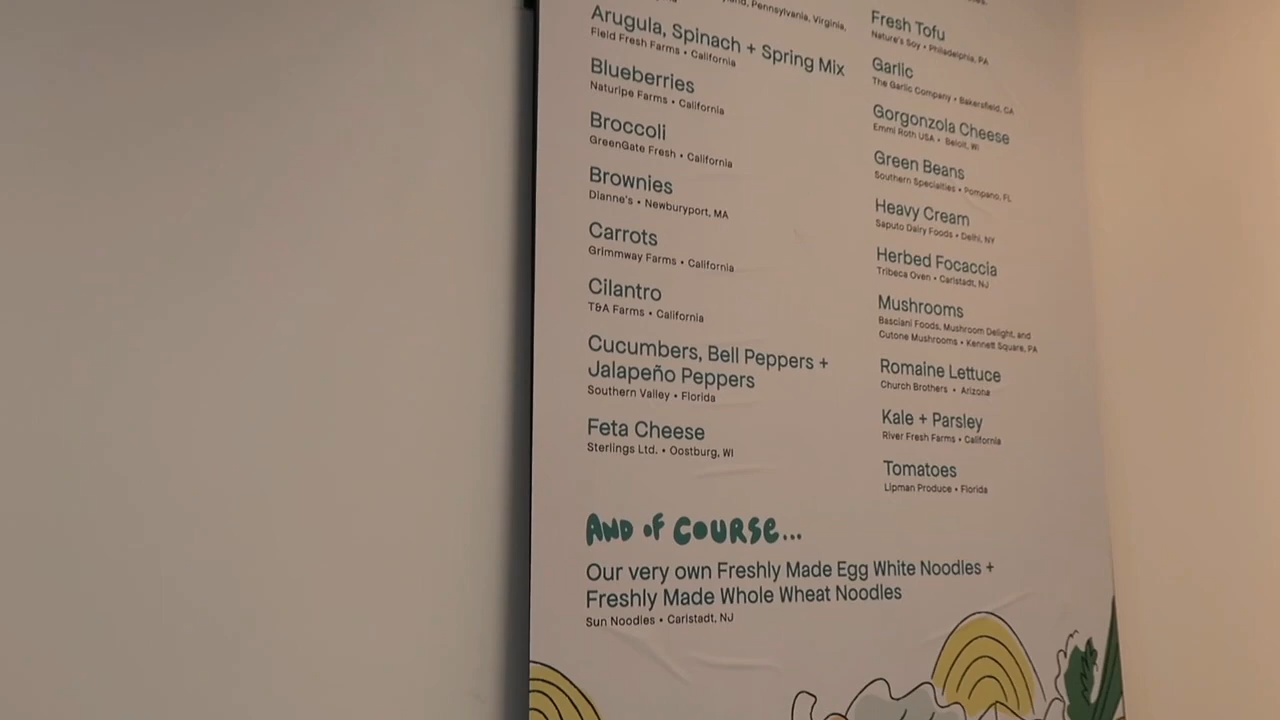 Pennsylvania, Virginia,
Arugula, Spinach + Spring Mix
Field Fresh Farms • California
Blueberries
Naturipe Farms • California
Broccoli
GreenGate Fresh • California
Brownies
Dianne's • Newburyport, MA
Carrots
Grimmway Farms • California
Cilantro
T&A Farms • California
Cucumbers, Bell Peppers +
Jalapeño Peppers
Southern Valley • Florida
Feta Cheese
Sterlings Ltd. • Oostburg, WI
Fresh Tofu
Nature's Soy • Philadelphia, PA
Garlic
The Garlic Company • Bakersfield, CA
Gorgonzola Cheese
Emmi Roth USA • Beloit, WI
Green Beans
Southern Specialties • Pompano, FL
Heavy Cream
Saputo Dairy Foods • Delhi, NY
Herbed Focaccia
Tribeca Oven • Carlstadt, NJ
Mushrooms
Basciani Foods, Mushroom Delight, and
Cutone Mushrooms • Kennett Square, PA
Romaine Lettuce
Church Brothers • Arizona
Kale + Parsley
River Fresh Farms • California
Tomatoes
Lipman Produce • Florida
AND OF COURSE...
Our very own Freshly Made Egg White Noodles +
Freshly Made Whole Wheat Noodles
Sun Noodles • Carlstadt, NJ